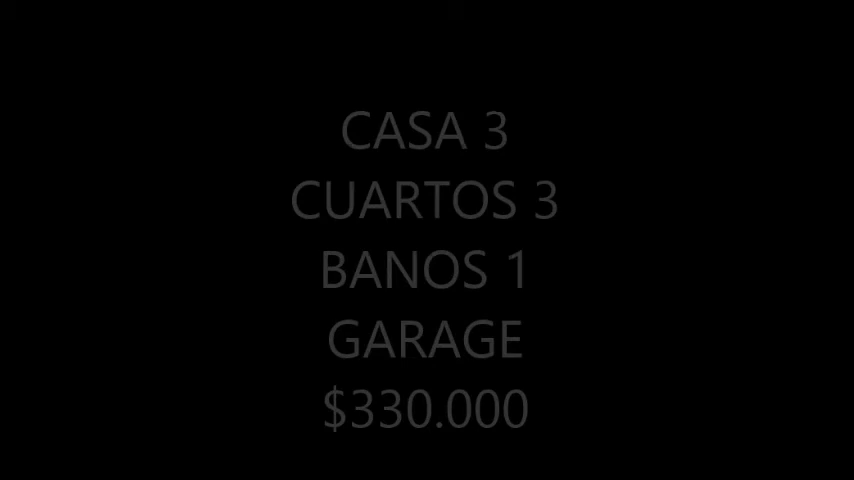 CASA 3
CUARTOS 3
BANOS 1
GARAGE
$330.000